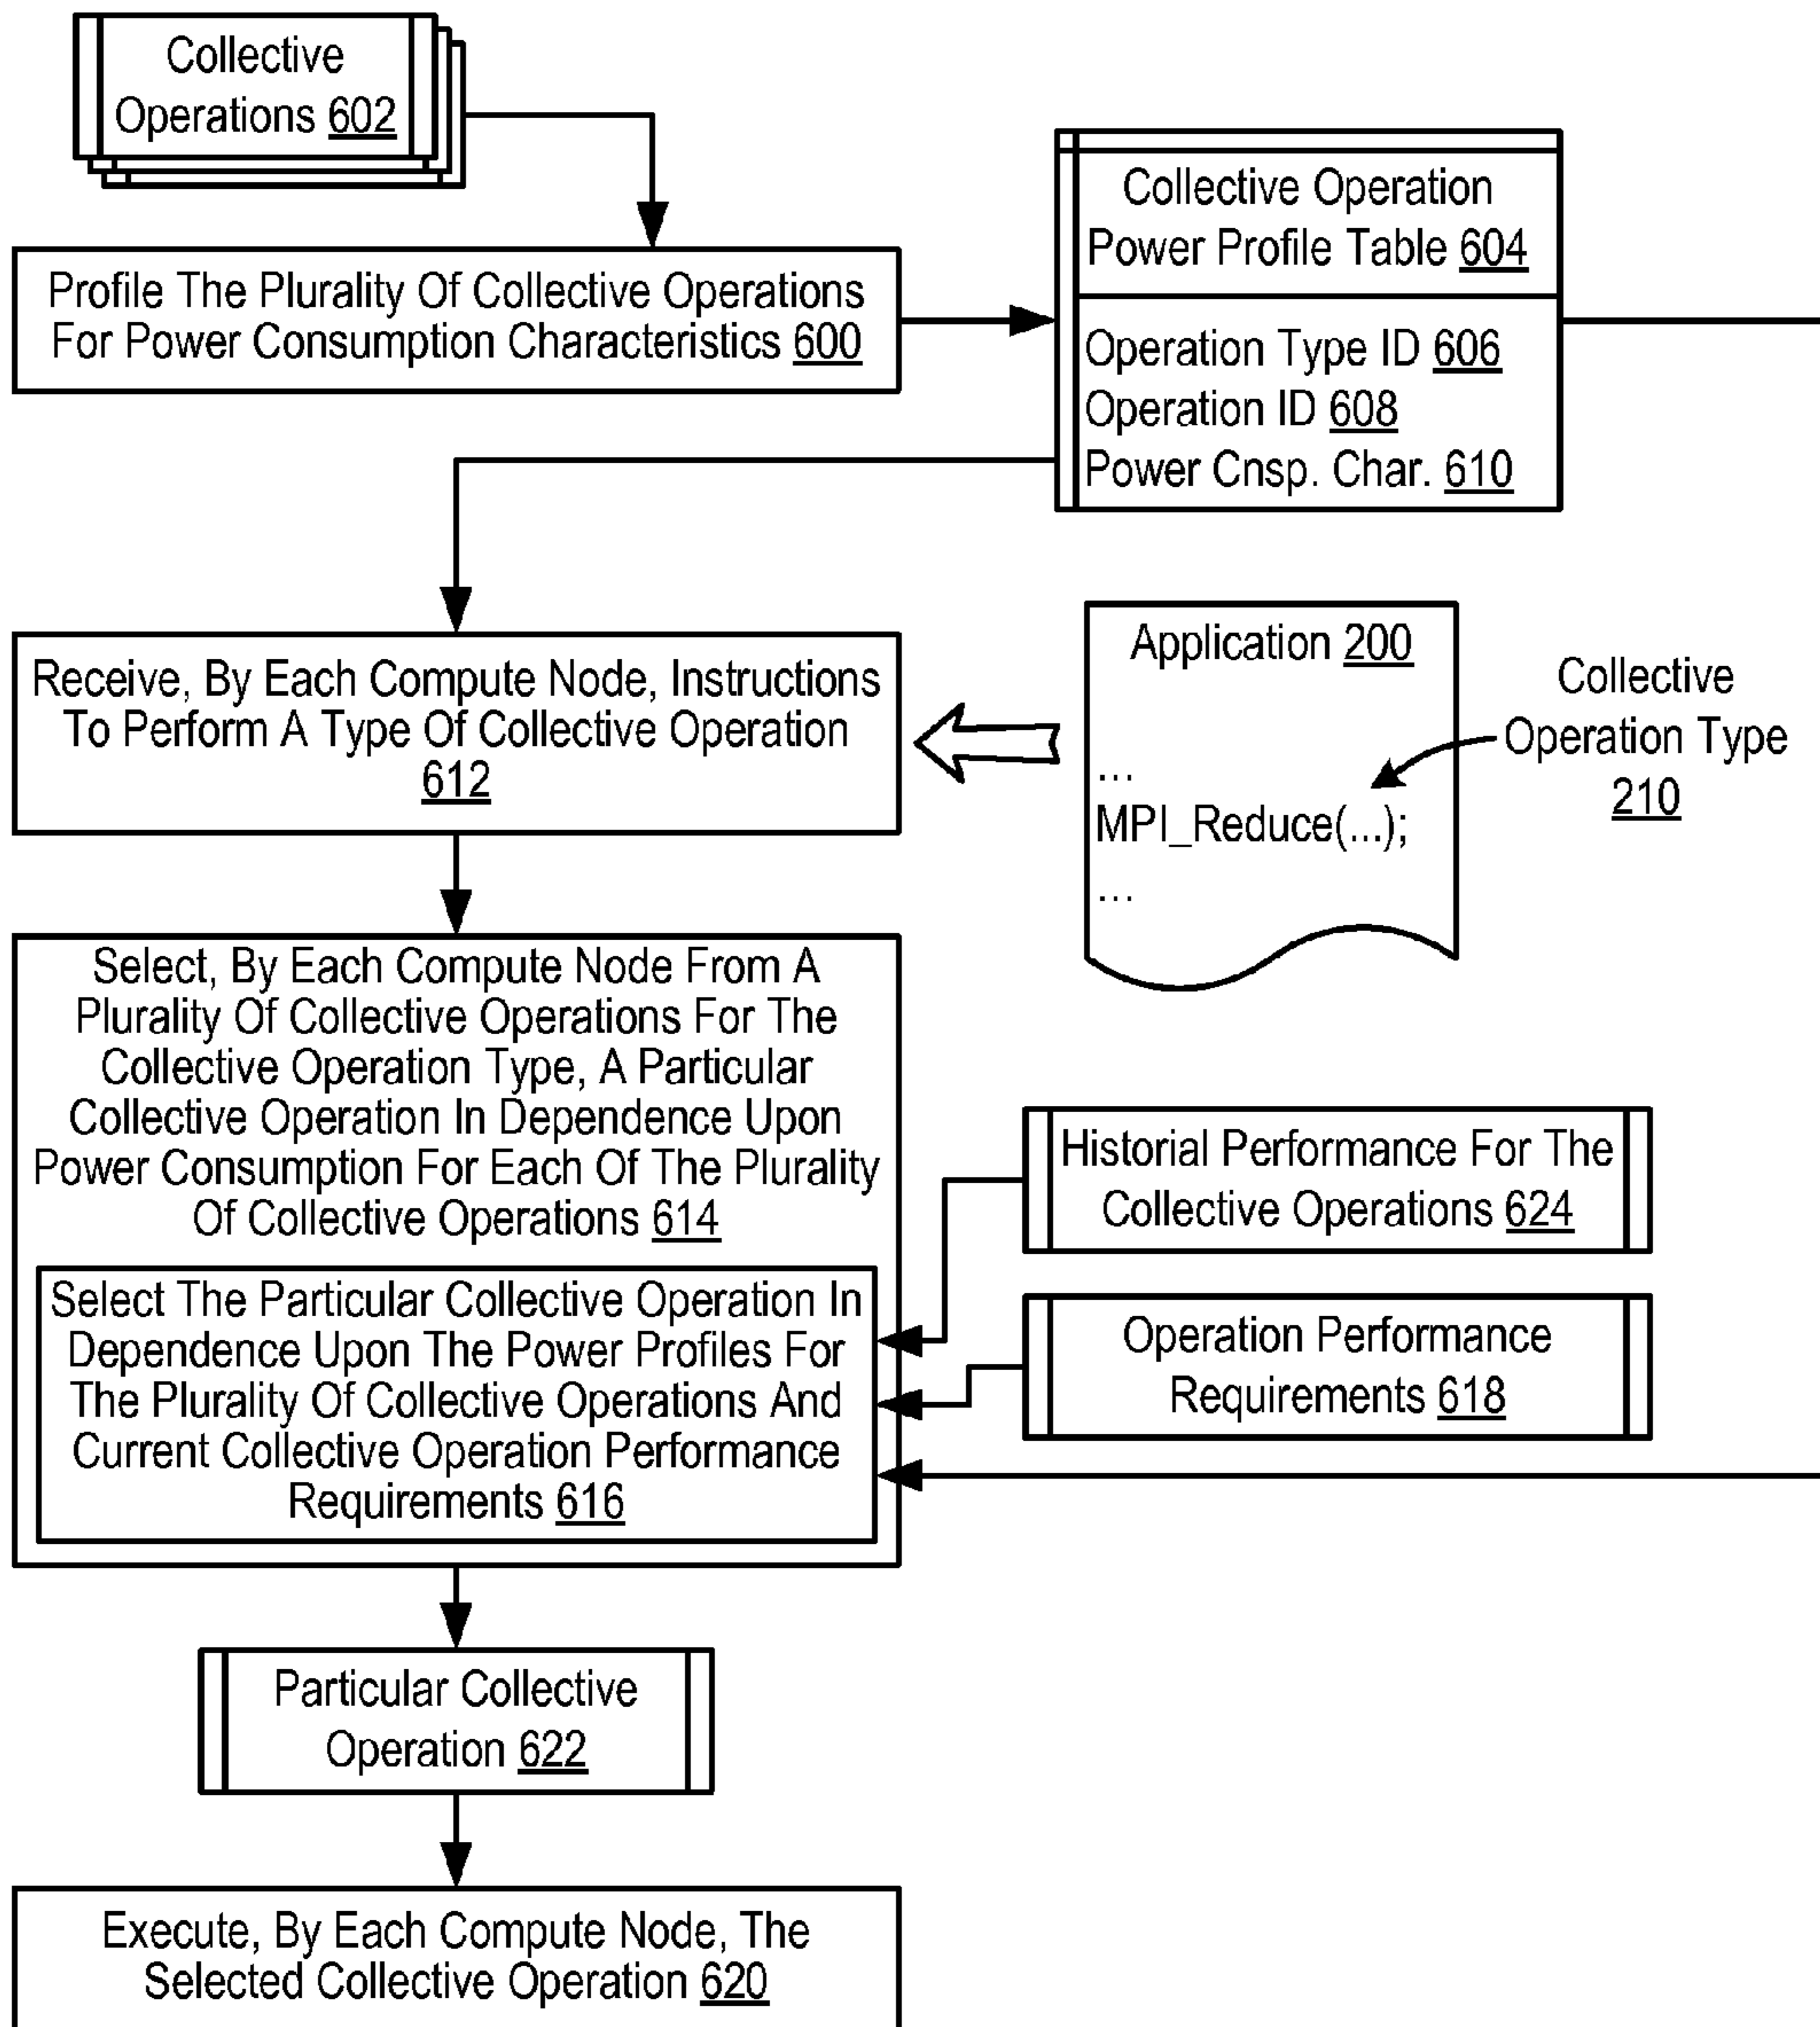 Collective
Operations 602
Collective Operation
Power Profile Table 604
Profile The Plurality Of Collective Operations
For Power Consumption Characteristics 600
Operation Type ID 606
Operation ID 608
Power Cnsp. Char. 610
Receive, By Each Compute Node, Instructions
To Perform A Type Of Collective Operation
612
Application 200
...
MPI_Reduce(...);
...
Collective
Operation Type
210
Select, By Each Compute Node From A
Plurality Of Collective Operations For The
Collective Operation Type, A Particular
Collective Operation In Dependence Upon
Power Consumption For Each Of The Plurality
Of Collective Operations 614
Historial Performance For The
Collective Operations 624
Select The Particular Collective Operation In
Dependence Upon The Power Profiles For
The Plurality Of Collective Operations And
Current Collective Operation Performance
Requirements 616
Operation Performance
Requirements 618
Particular Collective
Operation 622
Execute, By Each Compute Node, The
Selected Collective Operation 620